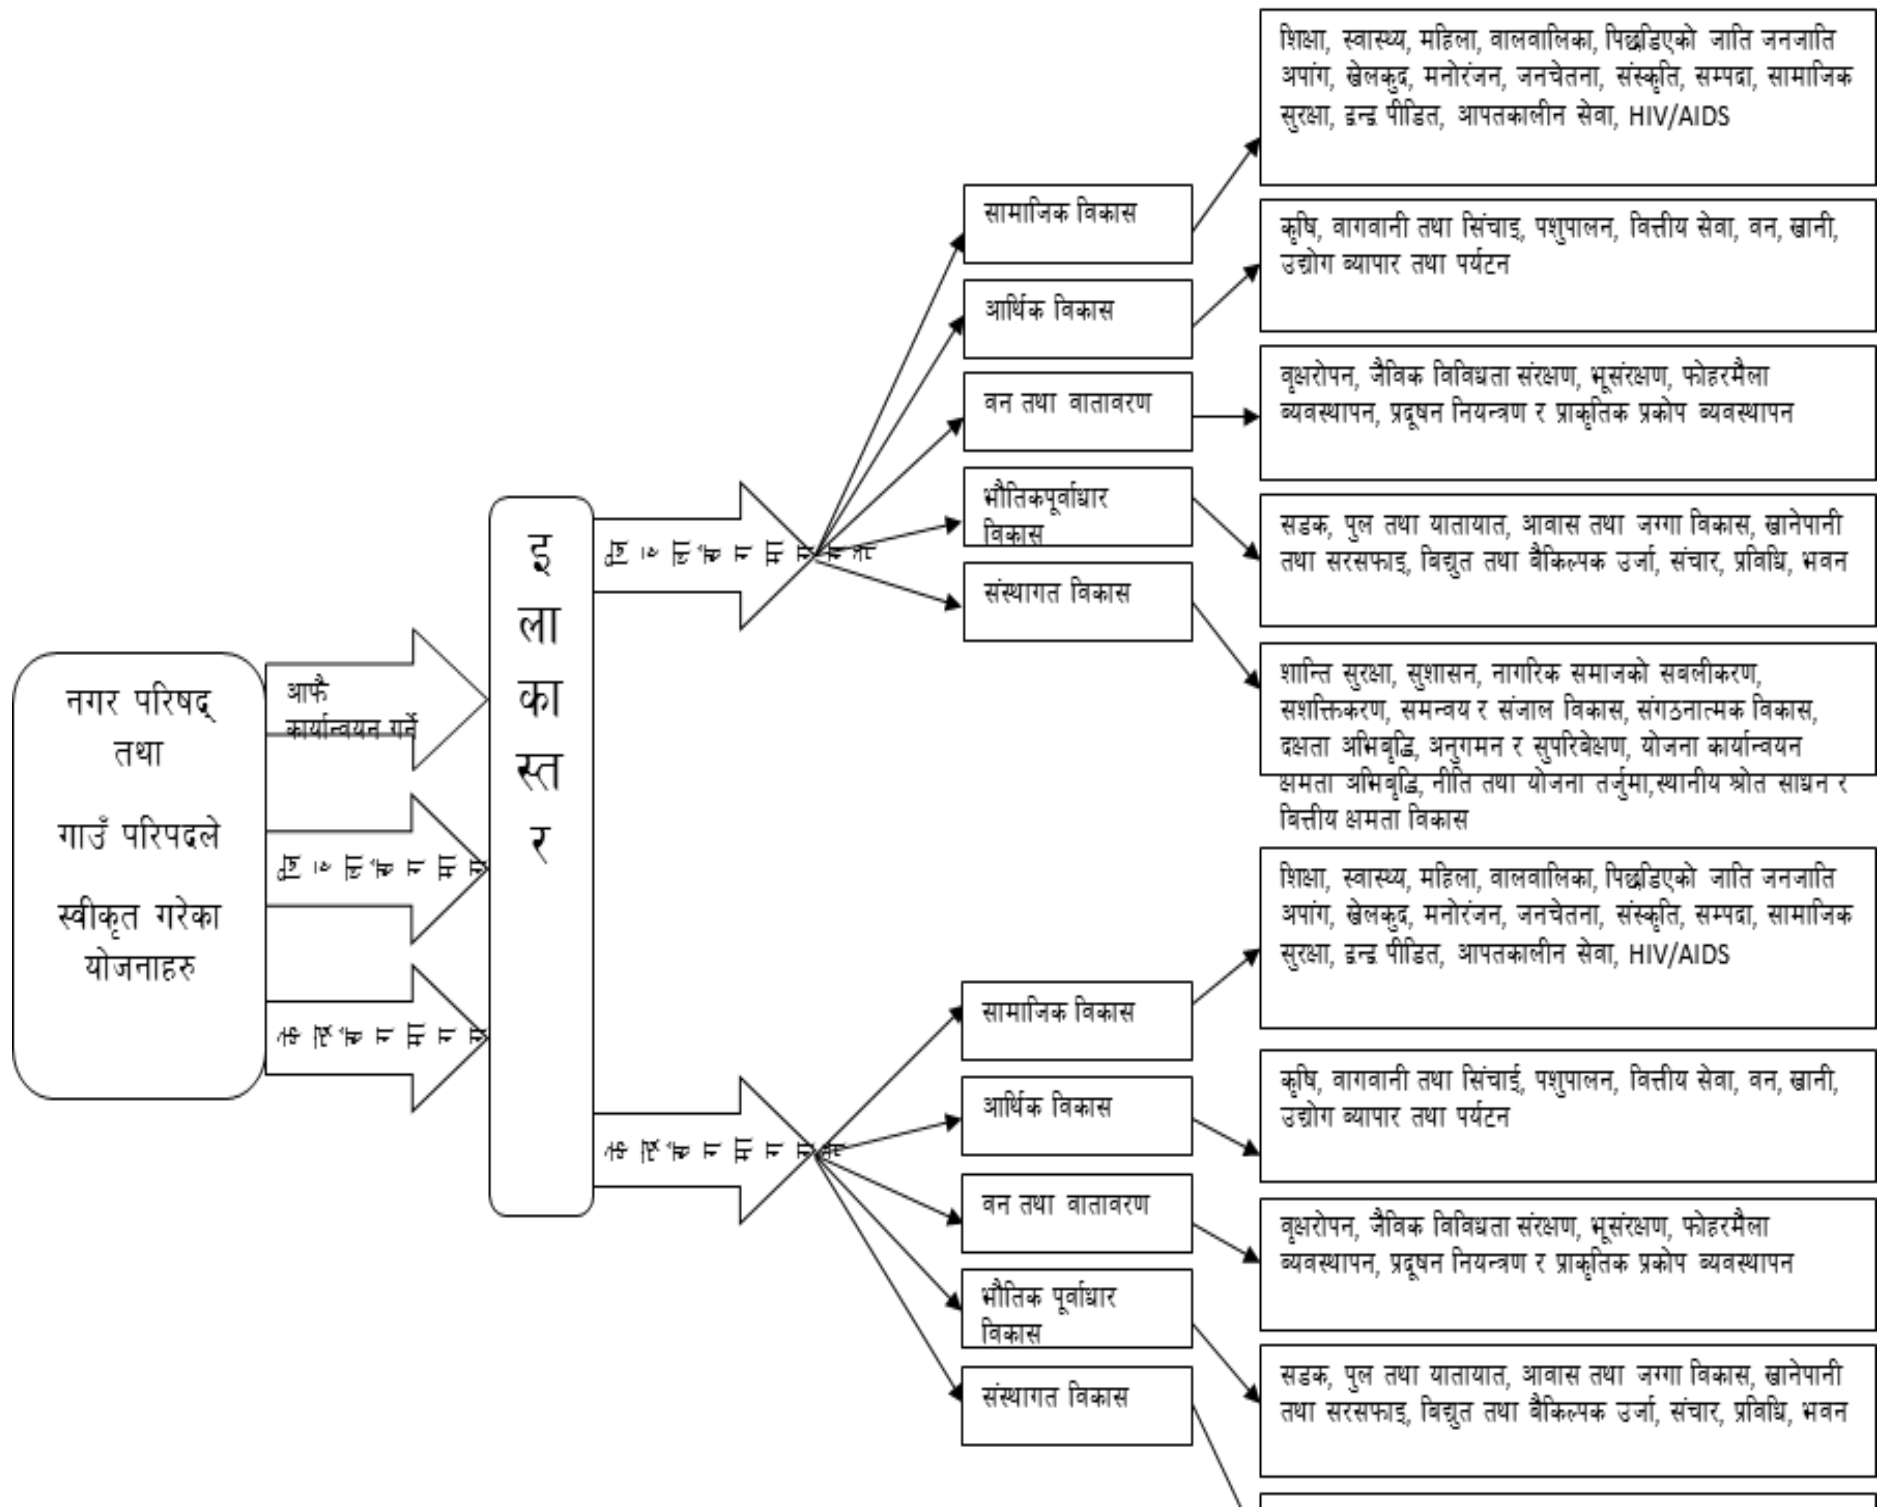 नगर परिषद्
तथा
गाउँ परिपदले
स्वीकृत गरेका
योजनाहरु
आफै
कार्यान्वयन गर्ने
इ
ला
का
स्त
र
सामाजिक विकास
आर्थिक विकास
वन तथा वातावरण
भौतिकपूर्वाधार
विकास
संस्थागत विकास
शिक्षा, स्वास्थ्य, महिला, वालवालिका, पिछडिएको जाति जनजाति
अपांग, खेलकुद, मनोरंजन, जनचेतना, संस्कृति, सम्पदा, सामाजिक
सुरक्षा, द्वन्द्व पीडित, आपतकालीन सेवा, HIV/AIDS
कृषि, वागवानी तथा सिंचाइ, पशुपालन, वित्तीय सेवा, वन, खानी,
उद्योग ब्यापार तथा पर्यटन
वृक्षरोपन, जैविक विविधता संरक्षण, भूसंरक्षण, फोहरमैला
ब्यवस्थापन, प्रदूषन नियन्त्रण र प्राकृतिक प्रकोप ब्यवस्थापन
सडक, पुल तथा यातायात, आवास तथा जग्गा विकास, खानेपानी
तथा सरसफाइ, बिद्युत तथा बैकिल्पक उर्जा, संचार, प्रविधि, भवन
शान्ति सुरक्षा, सुशासन, नागरिक समाजको सवलीकरण,
सशक्तिकरण, समन्वय र संजाल विकास, संगठनात्मक विकास,
दक्षता अभिबृद्धि, अनुगमन र सुपरिबेक्षण, योजना कार्यान्वयन
क्षमता अभिबृद्धि, नीति तथा योजना तर्जुमा,स्थानीय श्रोत साधन र
बित्तीय क्षमता विकास
सामाजिक विकास
आर्थिक विकास
वन तथा वातावरण
भौतिक पूर्वाधार
विकास
संस्थागत विकास
शिक्षा, स्वास्थ्य, महिला, वालवालिका, पिछडिएको जाति जनजाति
अपांग, खेलकुद, मनोरंजन, जनचेतना, संस्कृति, सम्पदा, सामाजिक
सुरक्षा, द्वन्द्व पीडित, आपतकालीन सेवा, HIV/AIDS
कृषि, वागवानी तथा सिंचाई, पशुपालन, वित्तीय सेवा, वन, खानी,
उद्योग ब्यापार तथा पर्यटन
वृक्षरोपन, जैविक विविधता संरक्षण, भूसंरक्षण, फोहरमैला
ब्यवस्थापन, प्रदूषन नियन्त्रण र प्राकृतिक प्रकोप ब्यवस्थापन
सडक, पुल तथा यातायात, आवास तथा जग्गा विकास, खानेपानी
तथा सरसफाइ, बिद्युत तथा बैकिल्पक उर्जा, संचार, प्रविधि, भवन